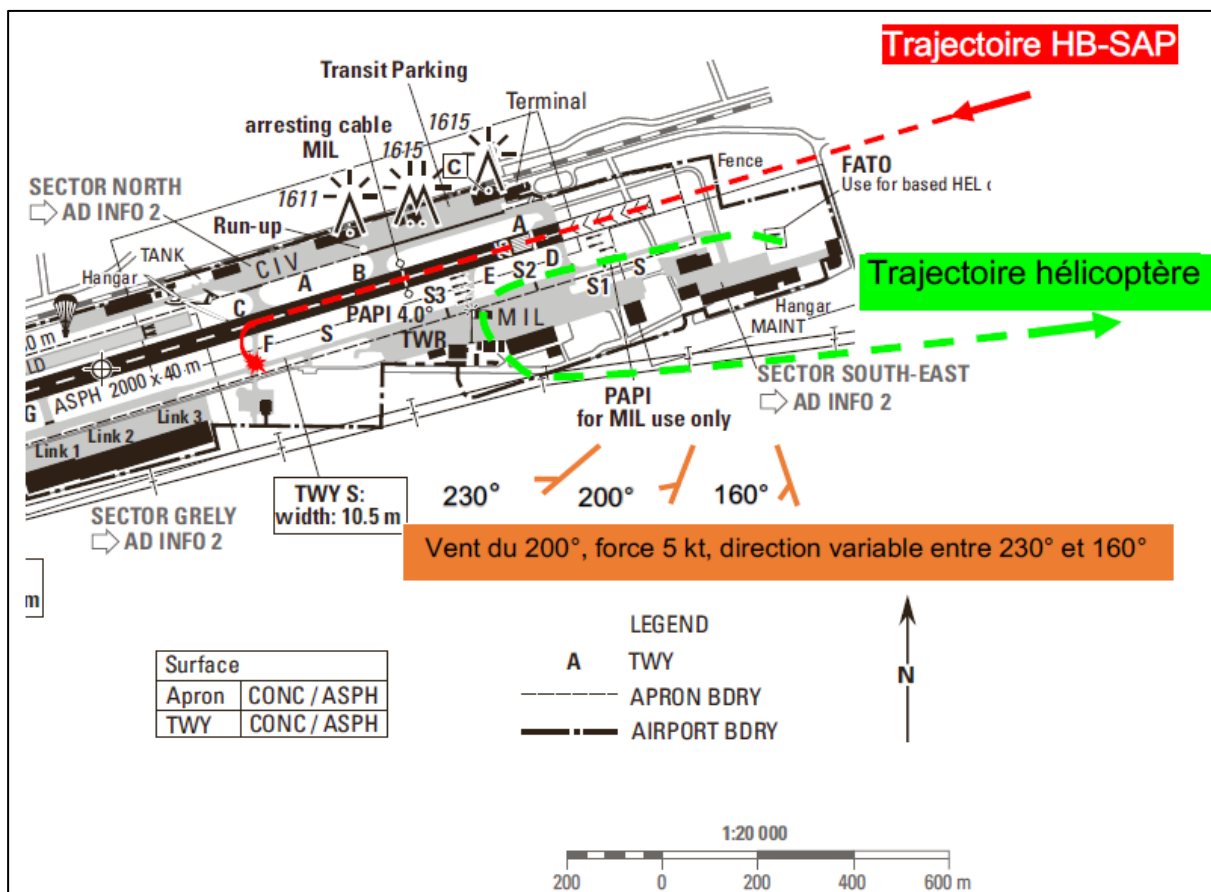 Trajectoire HB-SAP
Transit Parking
Terminal
arresting cable
MIL
1615
1615
C
1611
Fence
FATO
Use for based HEL
SECTOR NORTH
AD INFO 2
Run-up
TANK
Hangar
CIV
A
A
B
C
D
E
S2
S
S1
S3
PAPI 4.0°
Trajectoire hélicoptère
MIL
Hangar
MAINT
F
S
TWR
ASPH 2000 x 40 m
G
Link 3
Link 2
Link 1
SECTOR SOUTH-EAST
AD INFO 2
PAPI
for MIL use only
TWY S:
width: 10.5 m
SECTOR GRELY
AD INFO 2
230°
200°
160°
Vent du 200°, force 5 kt, direction variable entre 230° et 160°
m
LEGEND
A TWY
APRON BDRY
AIRPORT BDRY
N
Surface
Apron CONC / ASPH
TWY CONC / ASPH
1:20 000
200 0 200 400 600 m